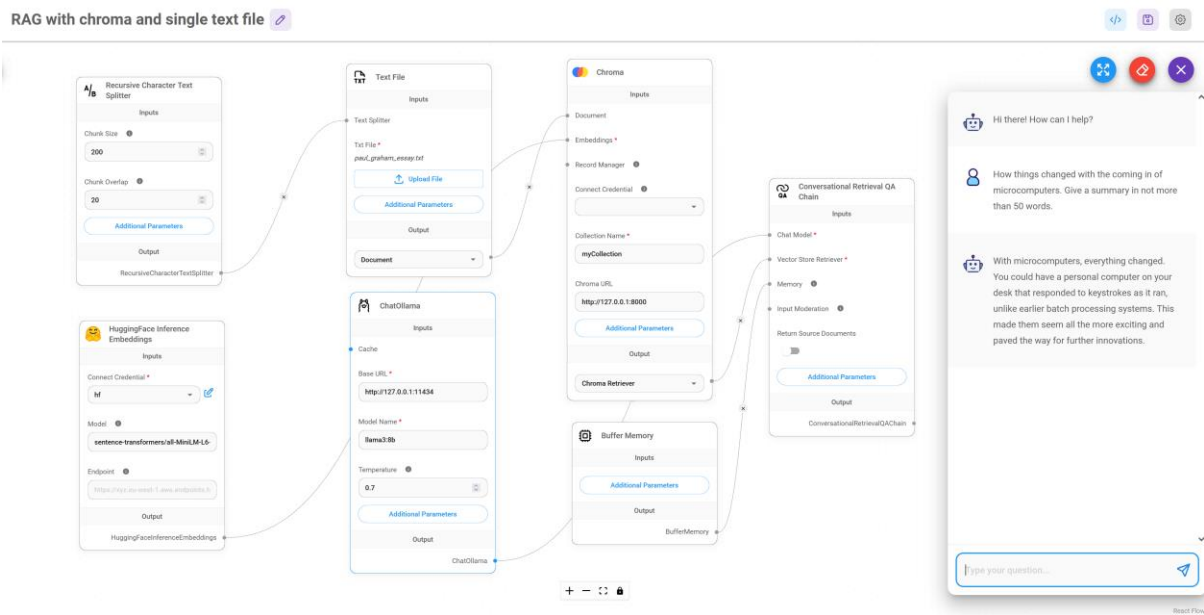 RAG with chroma and single text file
Recursive Character Text
Splitter
Inputs
Chunk Size
200
Chunk Overlap
20
Additional Parameters
Output
RecursiveCharacterTextSplitter
HuggingFace Inference
Embeddings
Inputs
Connect Credential *
hf
Model
sentence-transformers/all-MiniLM-L6-
Endpoint
Output
HuggingFaceInferenceEmbeddings
TXT
Text File
Inputs
Text Splitter
Txt File *
paul_graham_essay.txt
Upload File
Additional Parameters
Output
Document
ChatOllama
Inputs
Cache
Base URL *
http://127.0.0.1:11434
Model Name *
llama3:8b
Temperature
0.7
Additional Parameters
Output
ChatOllama
Chroma
Inputs
Document
Embeddings *
Record Manager
Connect Credential
Collection Name *
myCollection
Chroma URL
http://127.0.0.1:8000
Additional Parameters
Output
Chroma Retriever
Buffer Memory
Inputs
Additional Parameters
Output
BufferMemory
QA
Conversational Retrieval QA
Chain
Inputs
Chat Model *
Vector Store Retriever *
Memory
Input Moderation
Return Source Documents
Additional Parameters
Output
ConversationalRetrievalQAChain
Hi there! How can I help?
How things changed with the coming in of
microcomputers. Give a summary in not more
than 50 words.
With microcomputers, everything changed.
You could have a personal computer on your
desk that responded to keystrokes as it ran,
unlike earlier batch processing systems. This
made them seem all the more exciting and
paved the way for further innovations.
Type your question...
React Flow